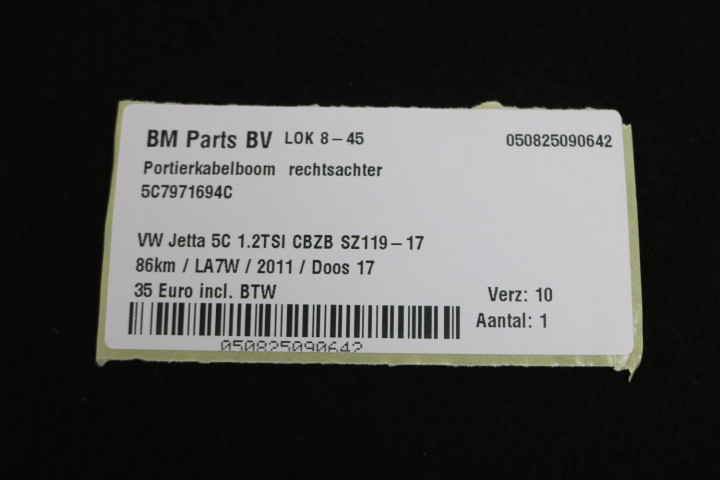 BM Parts BV LOK 8-45 050825090642
Portierkabelboom rechtsachter
5C7971694C
VW Jetta 5C 1.2TSI CBZB SZ119-17
86km / LA7W / 2011 / Doos 17
35 Euro incl. BTW Verz: 10
Aantal: 1
050825090642